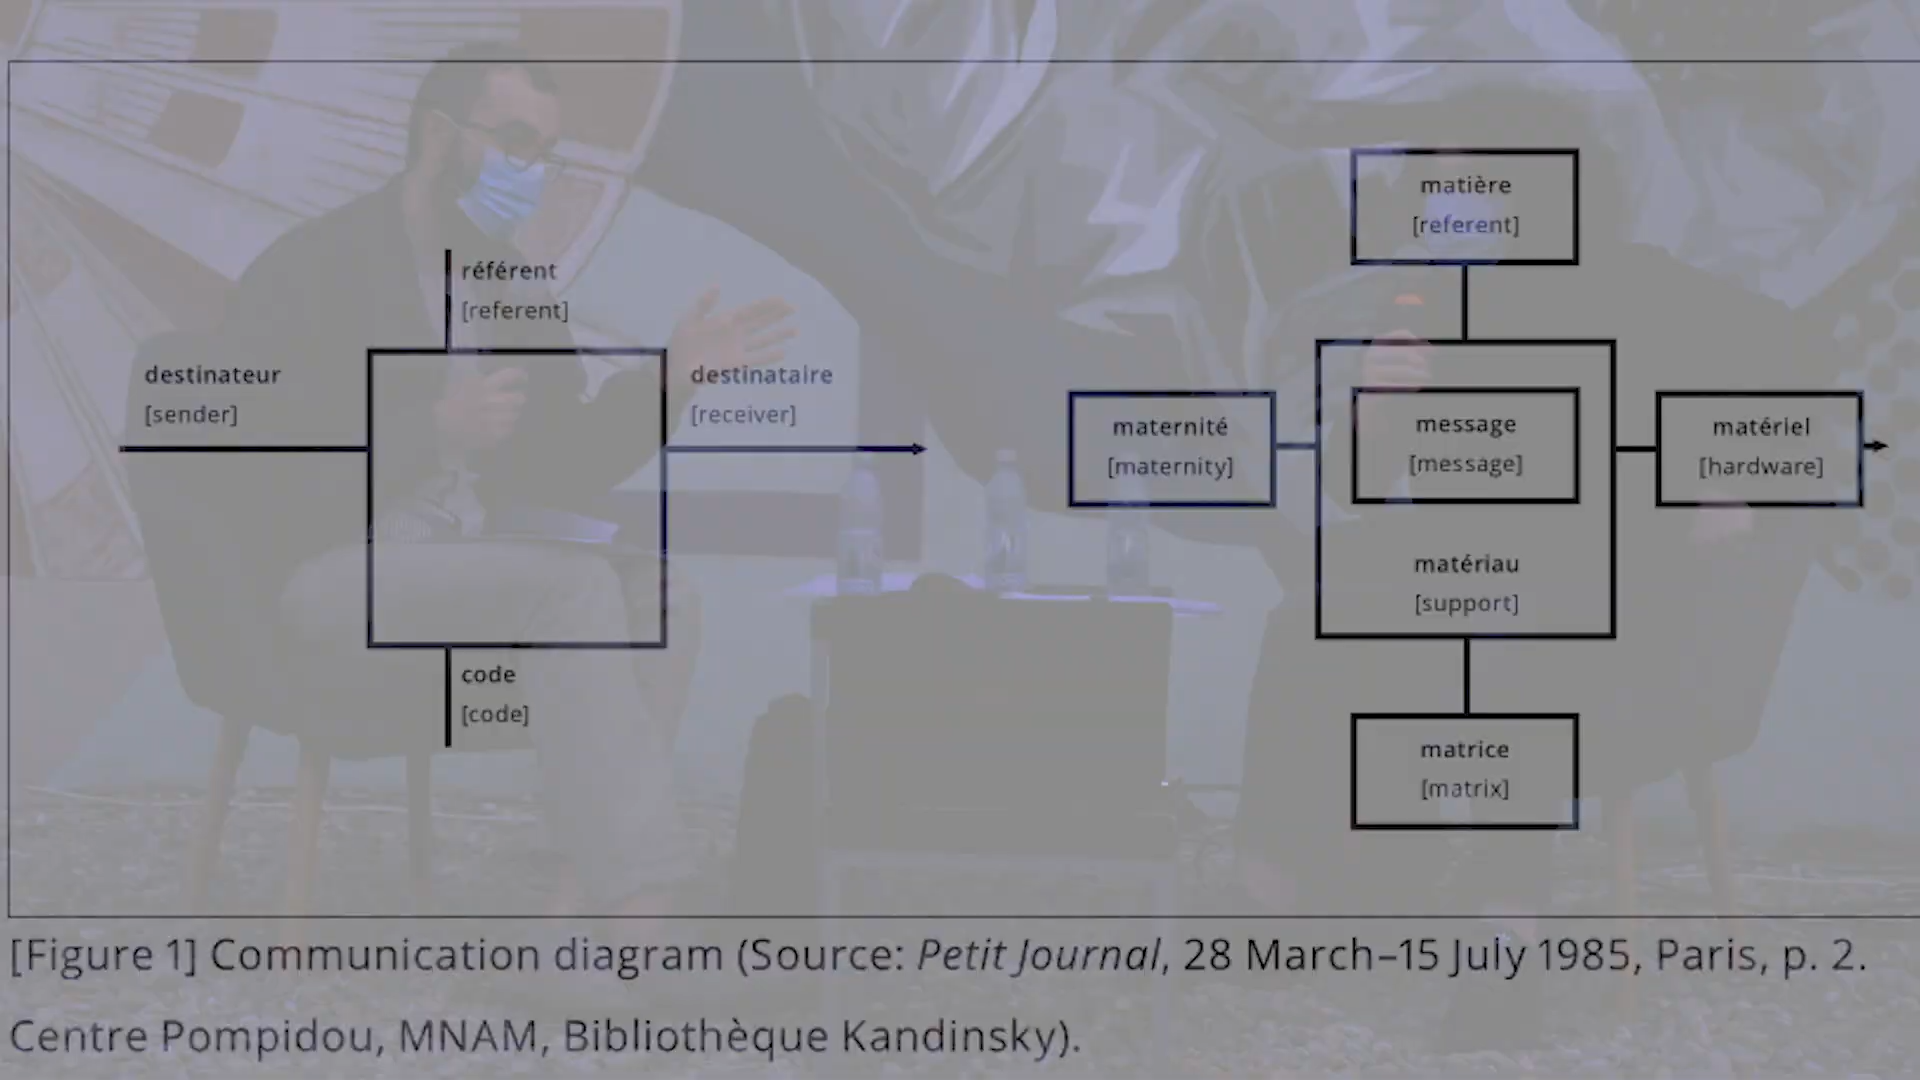 référent
[referent]
destinateur
[sender]
destinataire
[receiver]
code
[code]
matière
[referent]
maternité
[maternity]
message
[message]
matériel
[hardware]
matériau
[support]
matrice
[matrix]
[Figure 1] Communication diagram (Source: Petit Journal, 28 March–15 July 1985, Paris, p. 2.
Centre Pompidou, MNAM, Bibliothèque Kandinsky).